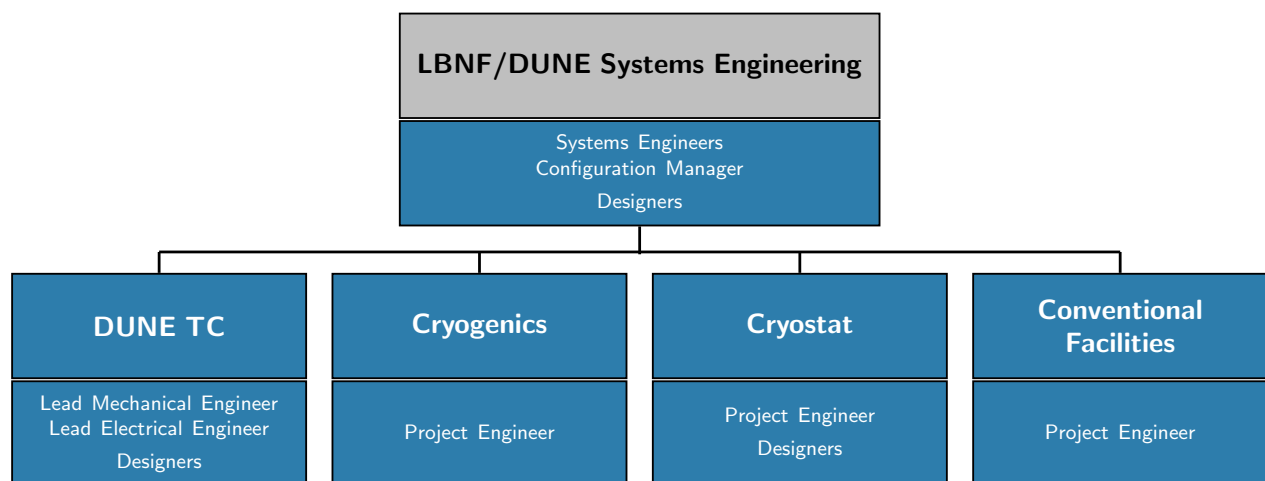 LBNF/DUNE Systems Engineering
Systems Engineers
Configuration Manager
Designers
DUNE TC
Lead Mechanical Engineer
Lead Electrical Engineer
Designers
Cryogenics
Project Engineer
Cryostat
Project Engineer
Designers
Conventional
Facilities
Project Engineer